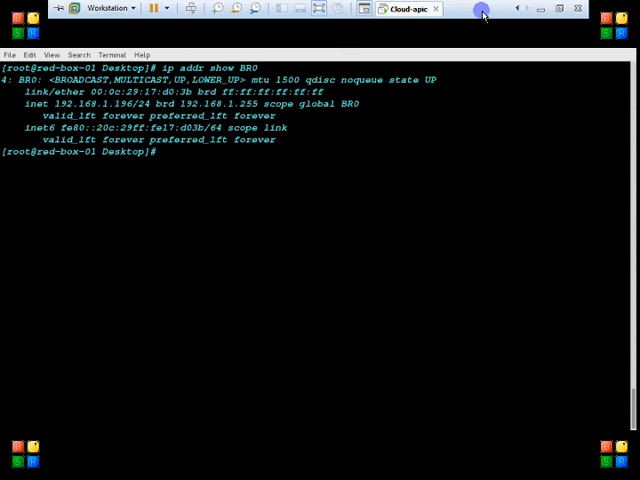 Workstation
Cloud-apic
File Edit View Search Terminal Help
[root@red-box-01 Desktop]# ip addr show BR0
4: BR0: <BROADCAST,MULTICAST,UP,LOWER_UP> mtu 1500 qdisc noqueue state UP
link/ether 00:0c:29:17:d0:3b brd ff:ff:ff:ff:ff:ff
inet 192.168.1.196/24 brd 192.168.1.255 scope global BR0
valid_lft forever preferred_lft forever
inet6 fe80::20c:29ff:fe17:d03b/64 scope link
valid_lft forever preferred_lft forever
[root@red-box-01 Desktop]#